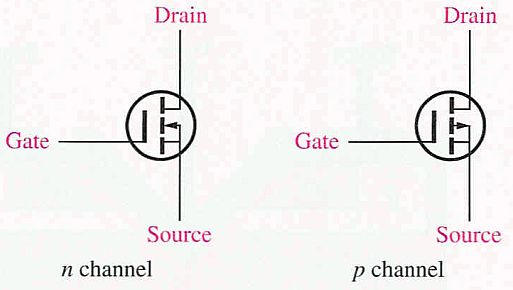 Drain
Drain
Gate
Gate
Source
Source
n channel
p channel